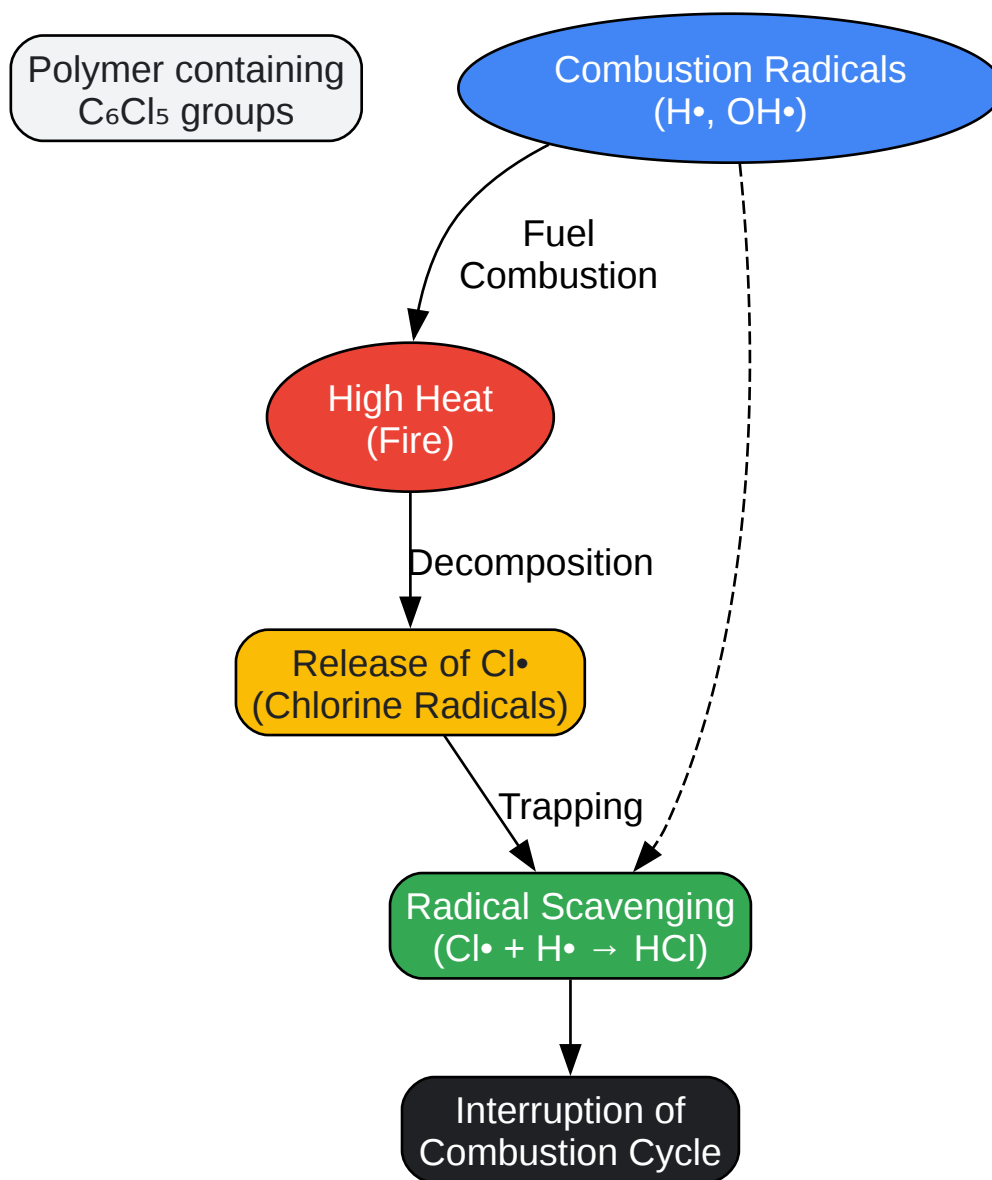 Polymer containing
C₆Cl₅ groups
Combustion Radicals
(H•, OH•)
Fuel
Combustion
High Heat
(Fire)
Decomposition
Release of Cl•
(Chlorine Radicals)
Trapping
Radical Scavenging
(Cl• + H• → HCl)
Interruption of
Combustion Cycle